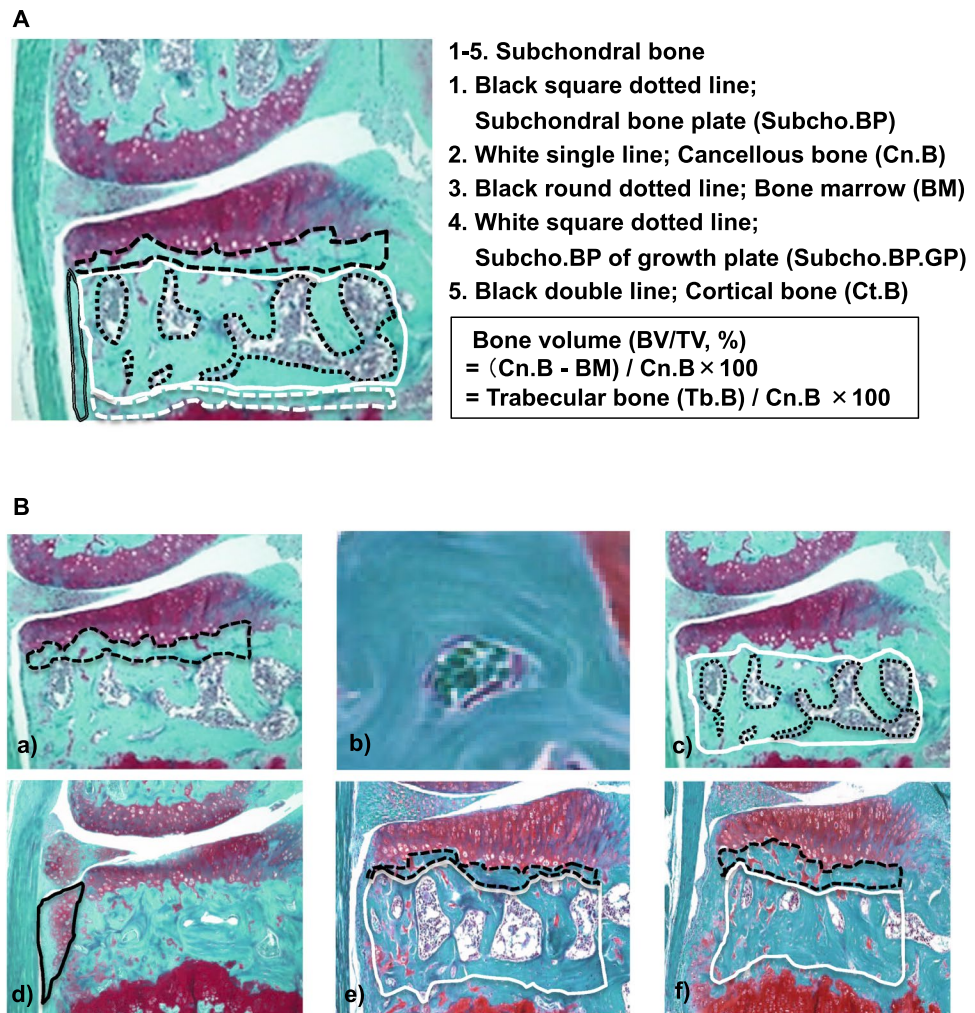 A
1-5. Subchondral bone
1. Black square dotted line;
Subchondral bone plate (Subcho.BP)
2. White single line; Cancellous bone (Cn.B)
3. Black round dotted line; Bone marrow (BM)
4. White square dotted line;
Subcho.BP of growth plate (Subcho.BP.GP)
5. Black double line; Cortical bone (Ct.B)
Bone volume (BV/TV, %)
= (Cn.B - BM) / Cn.B × 100
= Trabecular bone (Tb.B) / Cn.B × 100
B
a)
b)
c)
d)
e)
f)